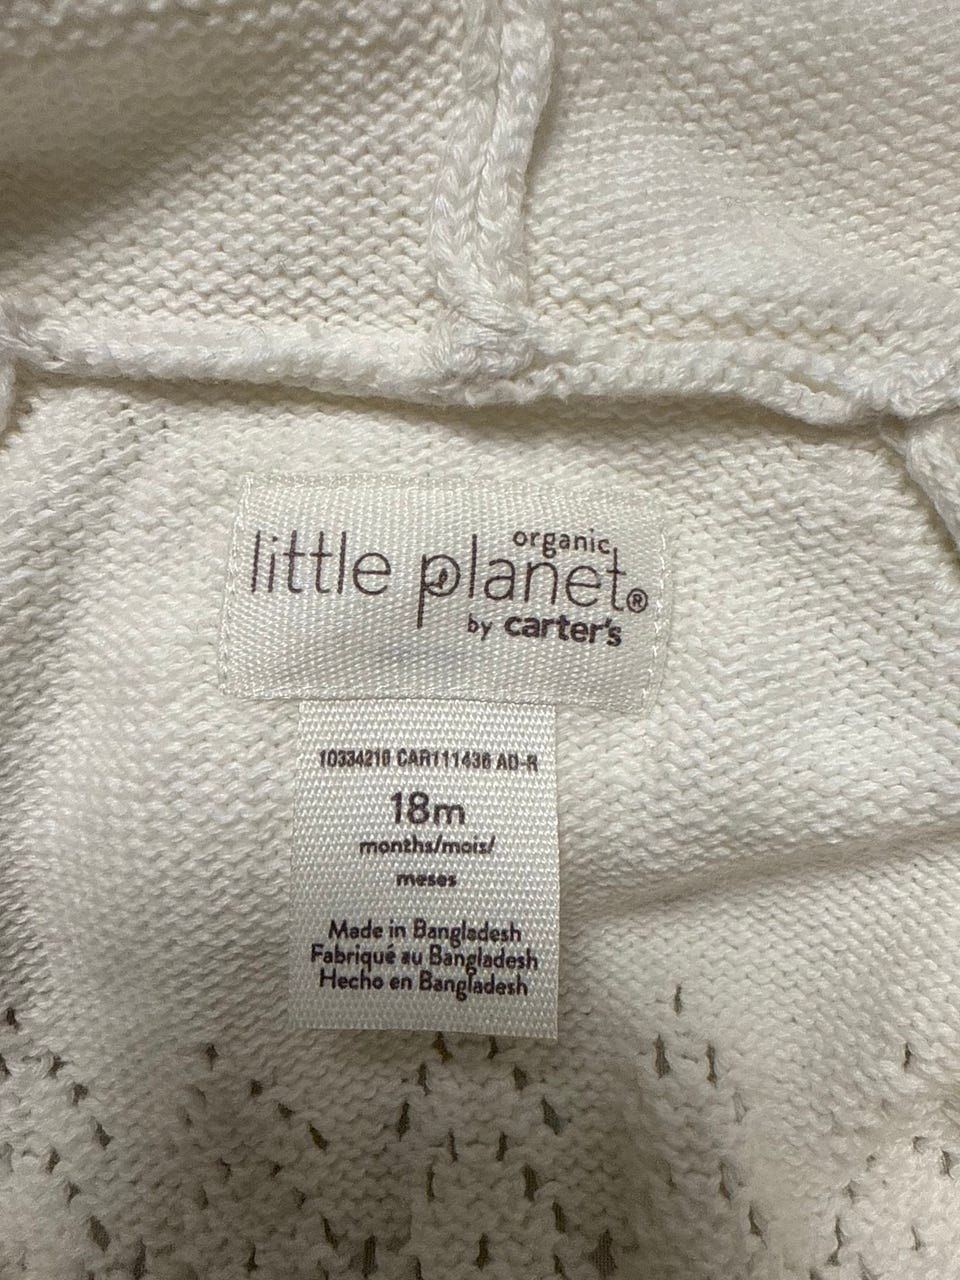 little planet®
organic
by carter's
10334210 CAR111436 AD-R
18m
months/mois/
meses
Made in Bangladesh
Fabriqué au Bangladesh
Hecho en Bangladesh